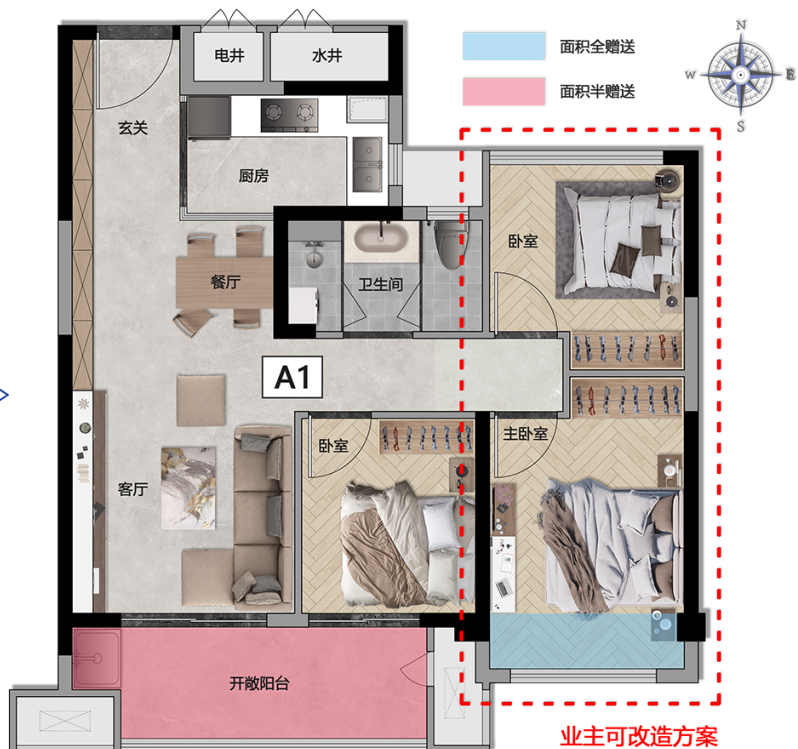 电井
水井
面积全赠送
面积半赠送
N
W
E
S
玄关
厨房
卧室
餐厅
卫生间
A1
卧室
主卧室
客厅
开敞阳台
业主可改造方案